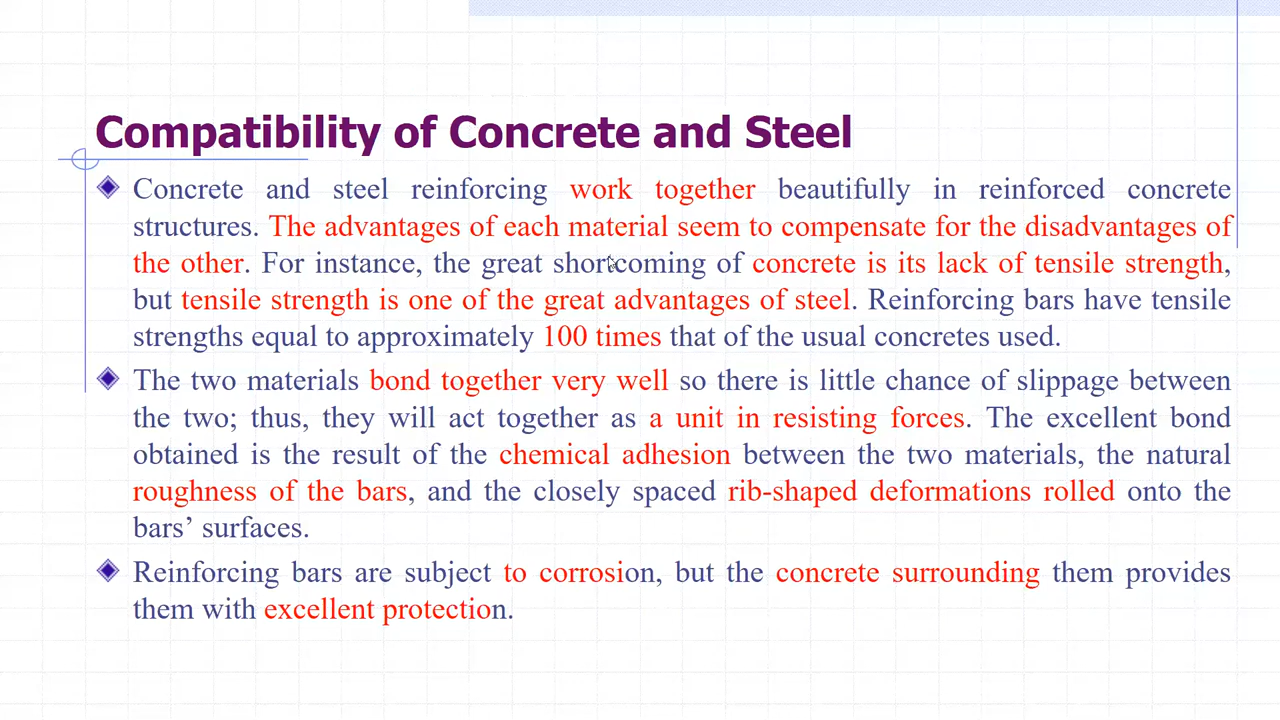 Compatibility of Concrete and Steel
Concrete and steel reinforcing work together beautifully in reinforced concrete
structures. The advantages of each material seem to compensate for the disadvantages of
the other. For instance, the great shortcoming of concrete is its lack of tensile strength,
but tensile strength is one of the great advantages of steel. Reinforcing bars have tensile
strengths equal to approximately 100 times that of the usual concretes used.
The two materials bond together very well so there is little chance of slippage between
the two; thus, they will act together as a unit in resisting forces. The excellent bond
obtained is the result of the chemical adhesion between the two materials, the natural
roughness of the bars, and the closely spaced rib-shaped deformations rolled onto the
bars’ surfaces.
Reinforcing bars are subject to corrosion, but the concrete surrounding them provides
them with excellent protection.